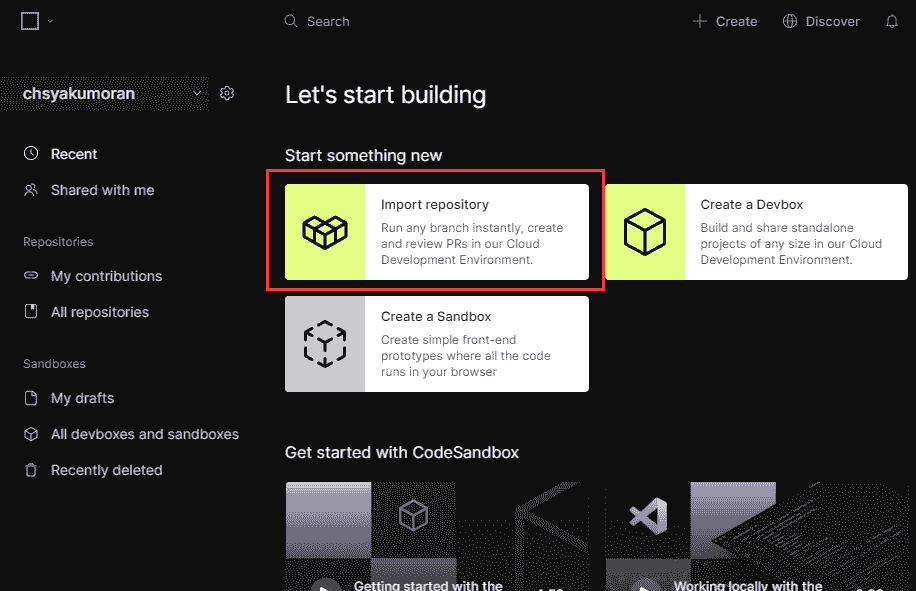 Search
Create
Discover
chsyakumoran
Let's start building
Recent
Shared with me
Repositories
My contributions
All repositories
Sandboxes
My drafts
All devboxes and sandboxes
Recently deleted
Start something new
Import repository
Run any branch instantly, create
and review PRs in our Cloud
Development Environment.
Create a Devbox
Build and share standalone
projects of any size in our Cloud
Development Environment.
Create a Sandbox
Create simple front-end
prototypes where all the code
runs in your browser
Get started with CodeSandbox
Getting started with the
Working locally with the